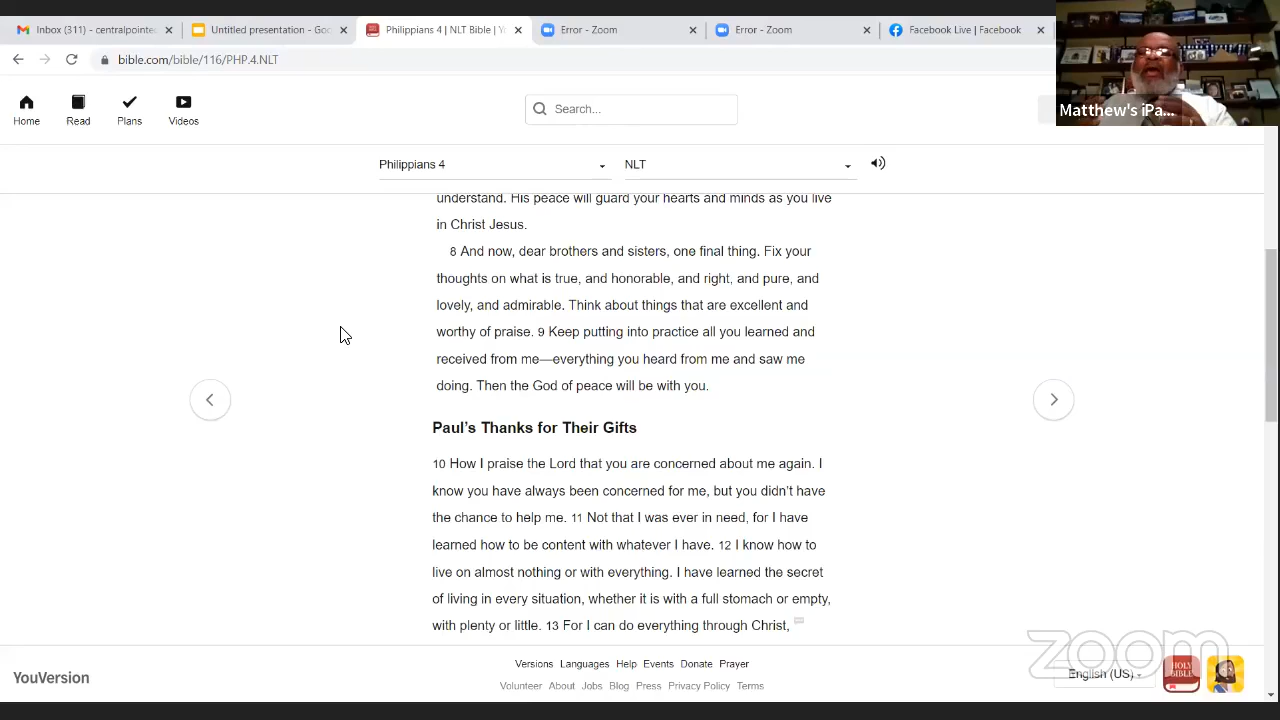 Inbox (311) - centralpointe
Untitled presentation - Goo
Philippians 4 | NLT Bible | Y
Error - Zoom
Error - Zoom
Facebook Live | Facebook
bible.com/bible/116/PHP.4.NLT
Matthew's iPa...
Home
Read
Plans
Videos
Search...
Philippians 4
NLT
understand. His peace will guard your hearts and minds as you live
in Christ Jesus.
8 And now, dear brothers and sisters, one final thing. Fix your
thoughts on what is true, and honorable, and right, and pure, and
lovely, and admirable. Think about things that are excellent and
worthy of praise. 9 Keep putting into practice all you learned and
received from me—everything you heard from me and saw me
doing. Then the God of peace will be with you.
Paul's Thanks for Their Gifts
10 How I praise the Lord that you are concerned about me again. I
know you have always been concerned for me, but you didn't have
the chance to help me. 11 Not that I was ever in need, for I have
learned how to be content with whatever I have. 12 I know how to
live on almost nothing or with everything. I have learned the secret
of living in every situation, whether it is with a full stomach or empty,
with plenty or little. 13 For I can do everything through Christ,
Versions Languages Help Events Donate Prayer
zoom
YouVersion
English (US)
HOLY BIBLE
Volunteer About Jobs Blog Press Privacy Policy Terms